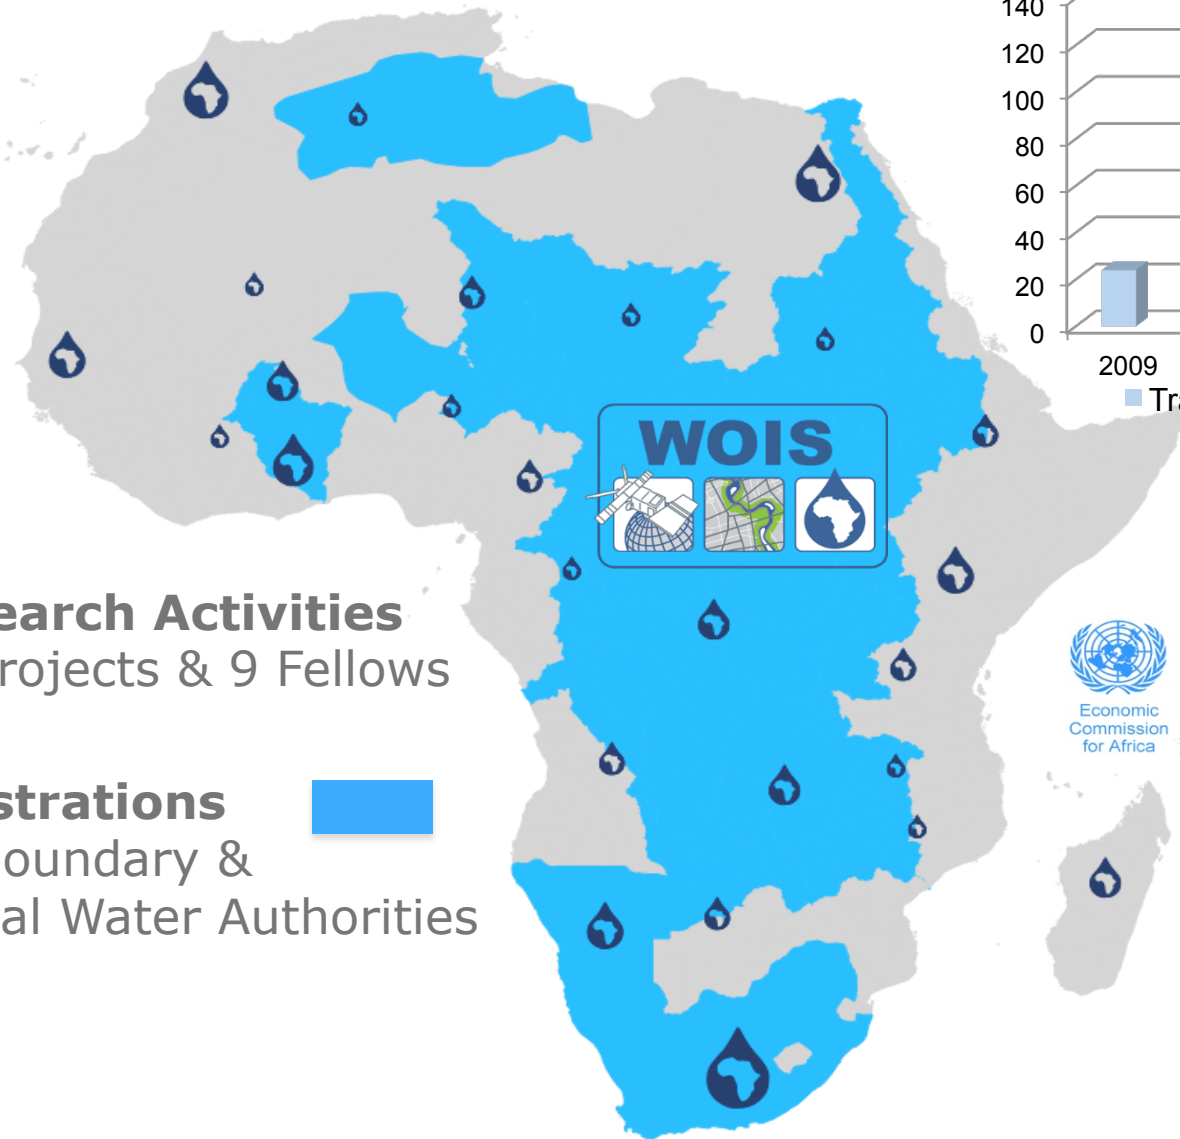 140
120
100
80
60
40
20
0
2009
Tra
WOIS
earch Activities
rojects & 9 Fellows
Economic
Commission
for Africa
strations
oundary &
al Water Authorities